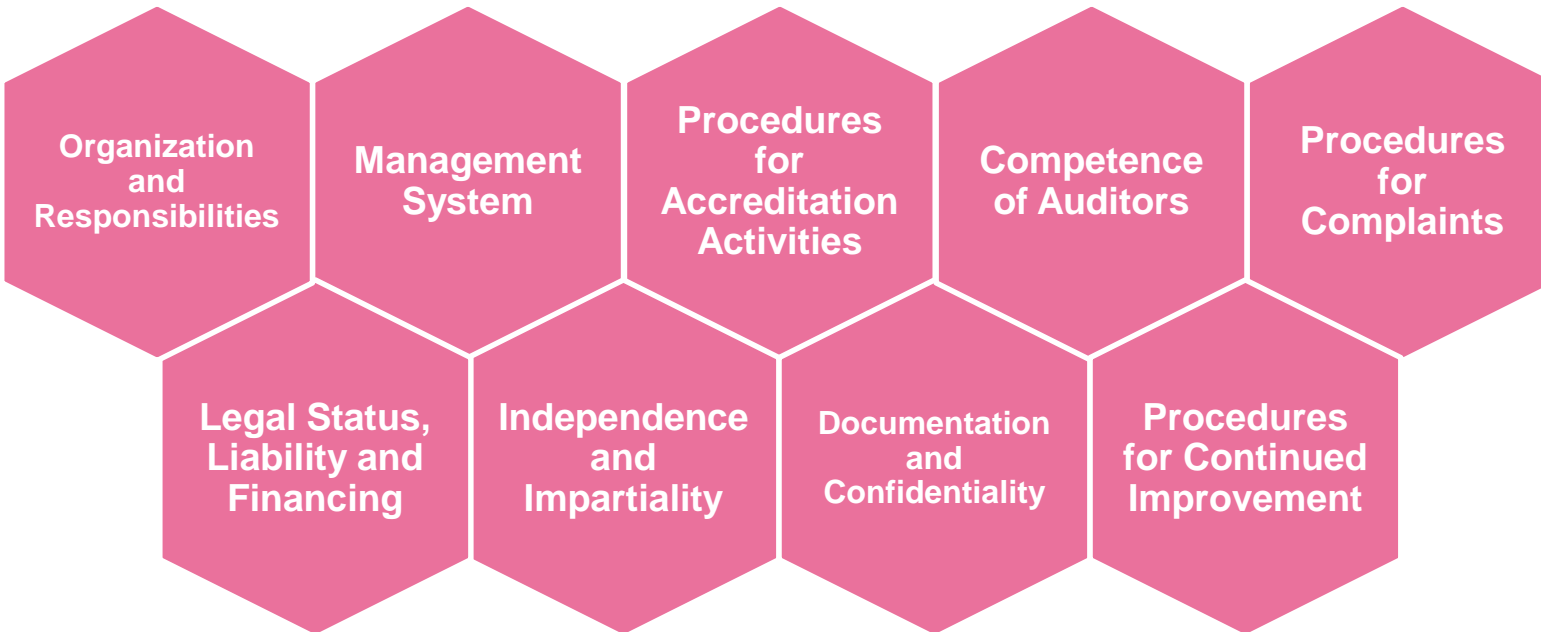 Organization
and
Responsibilities
Management
System
Procedures
for
Accreditation
Activities
Competence
of Auditors
Procedures
for
Complaints
Legal Status,
Liability and
Financing
Independence
and
Impartiality
Documentation
and
Confidentiality
Procedures
for Continued
Improvement